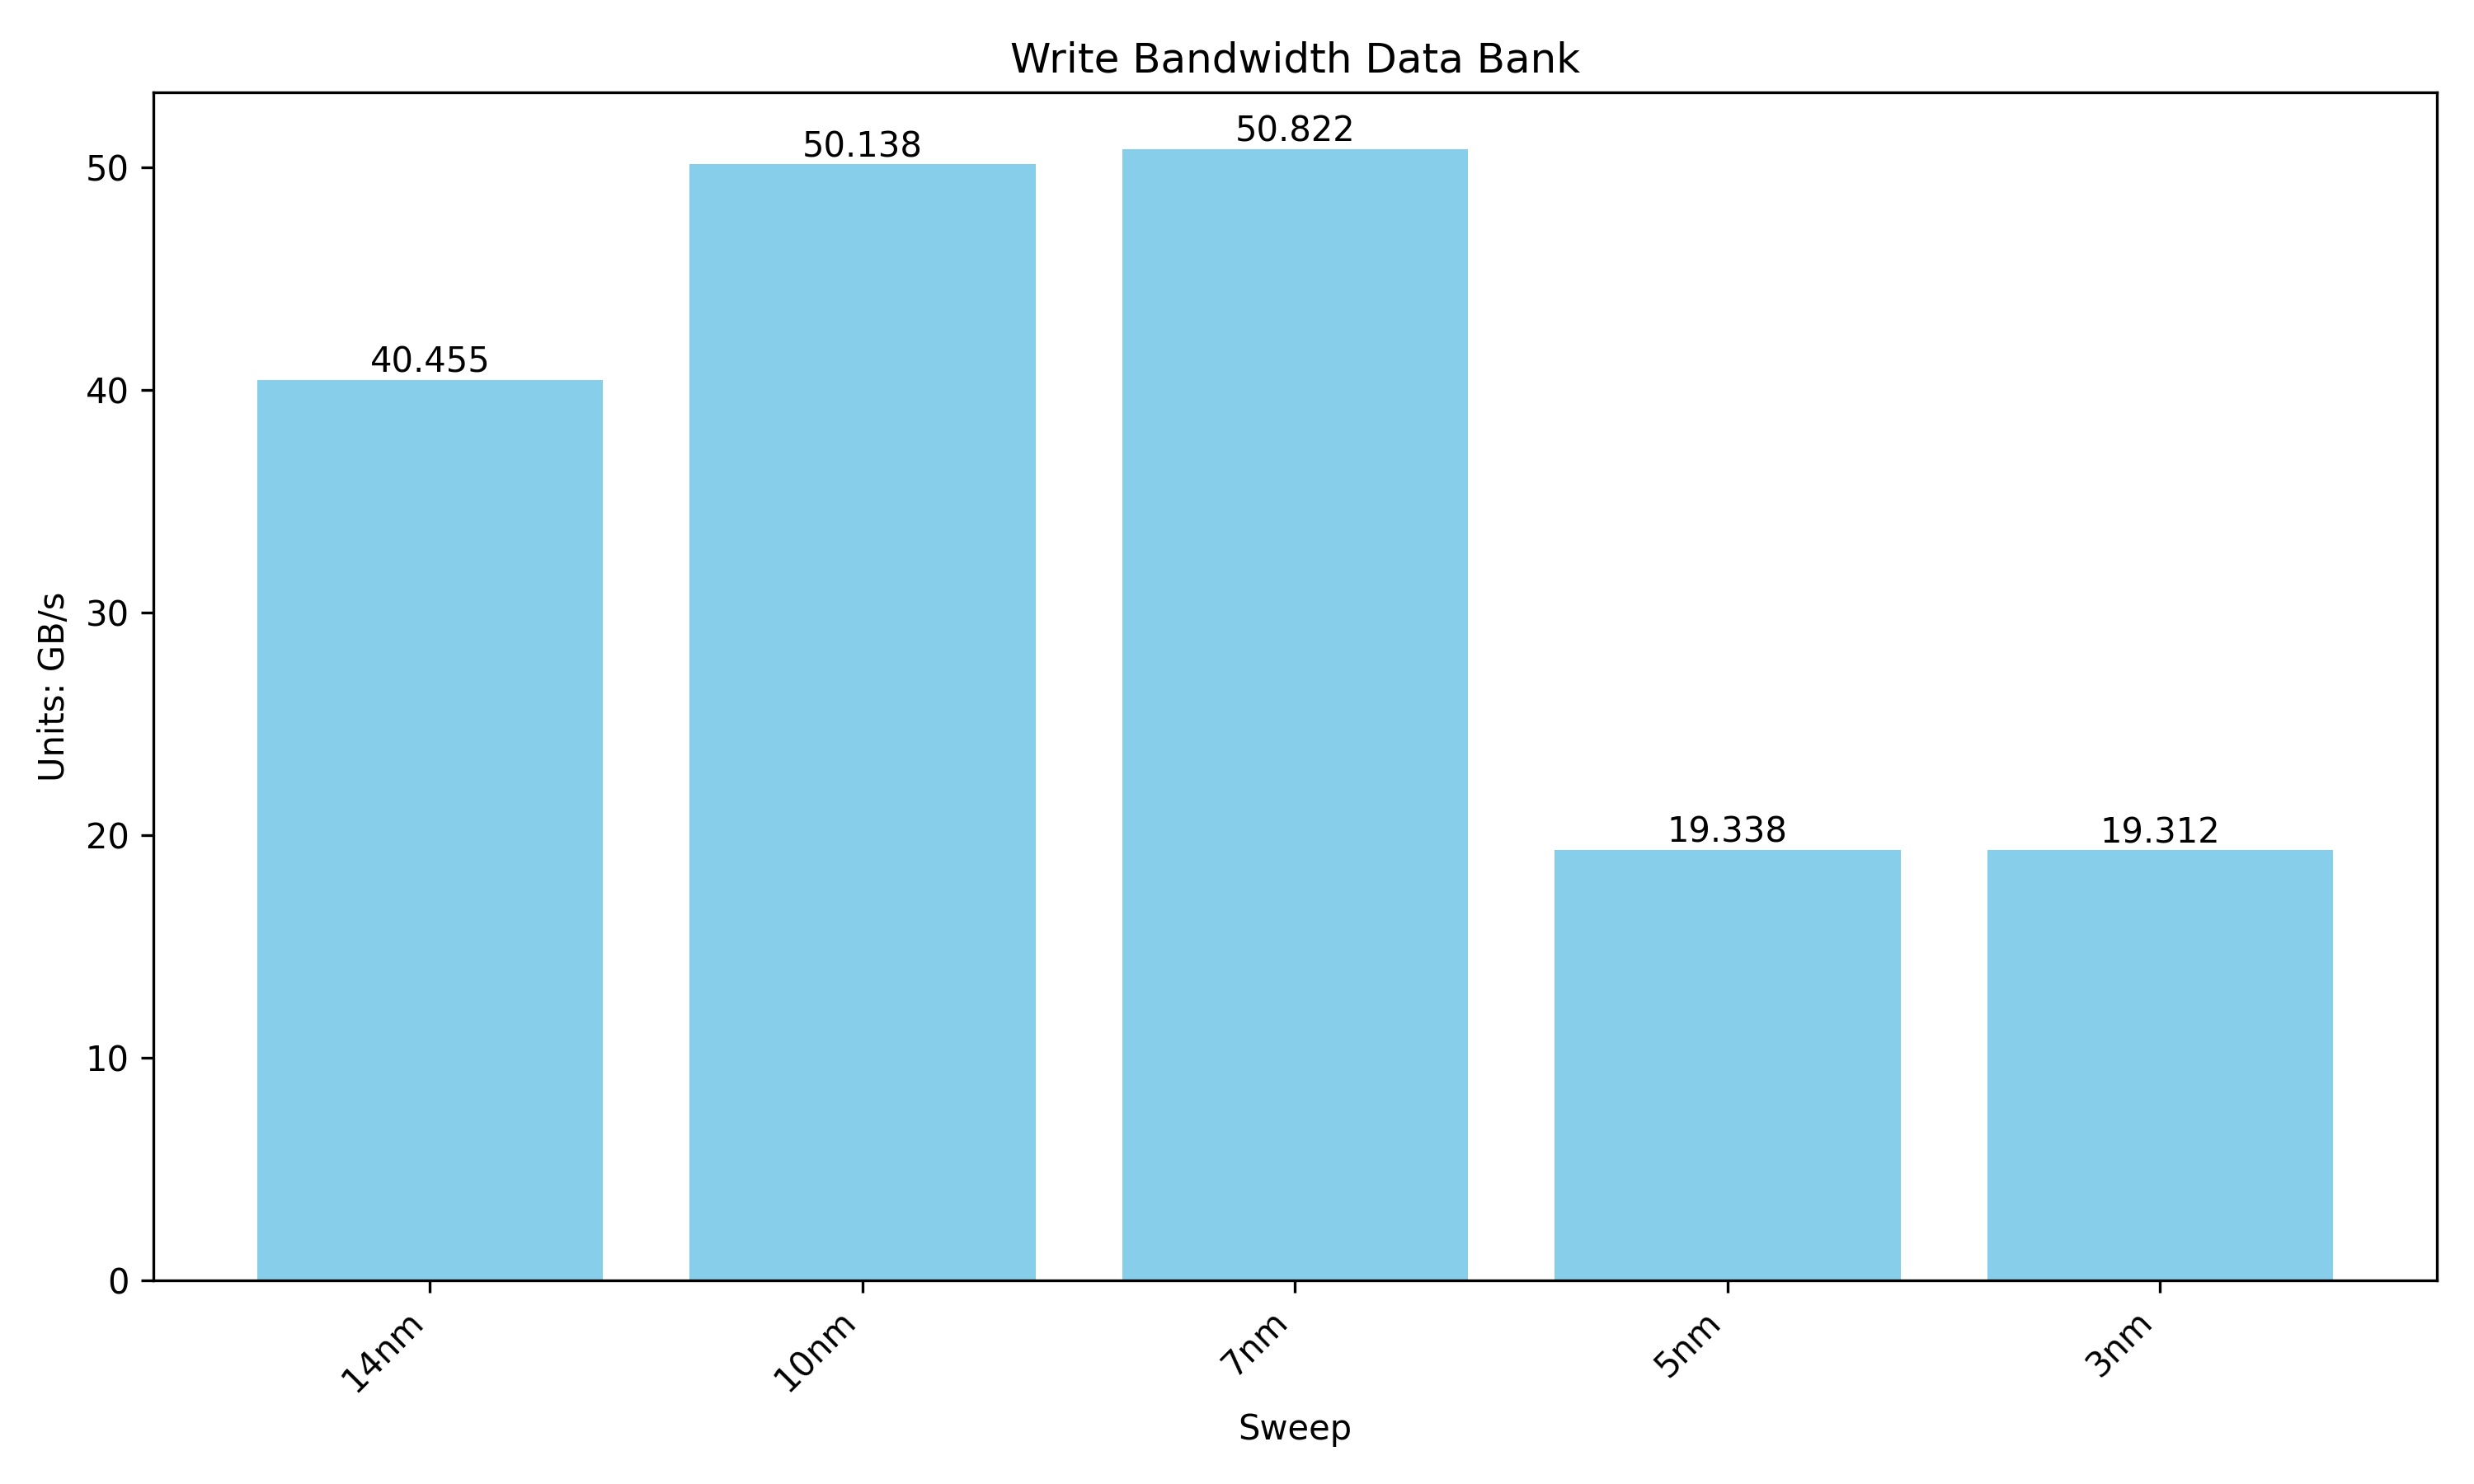 Write Bandwidth Data Bank
Units: GB/s
50
40
30
20
10
0
40.455
50.138
50.822
19.338
19.312
14nm
10nm
7nm
5nm
3nm
Sweep